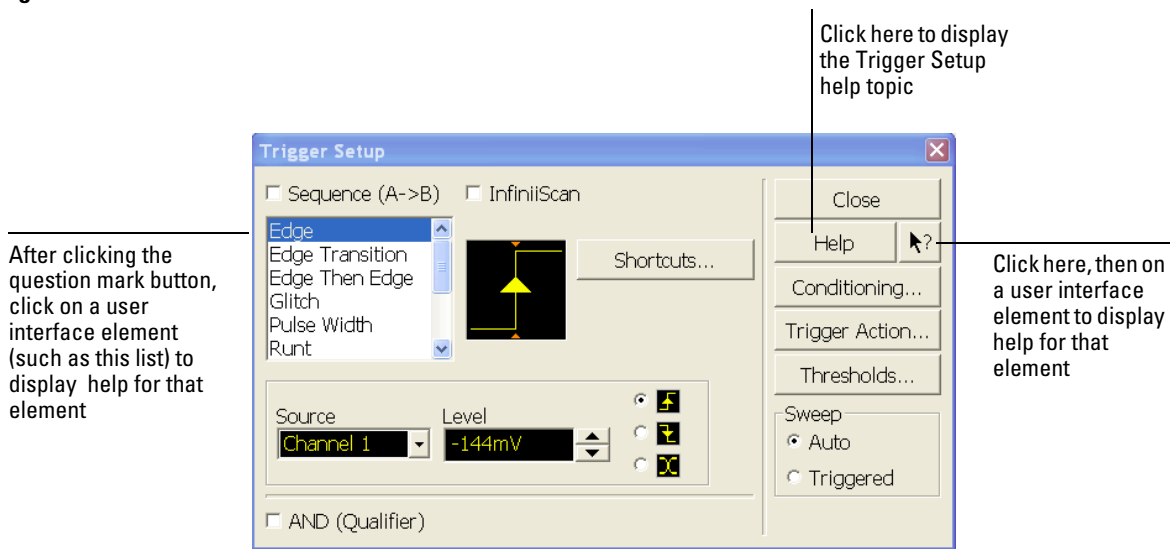 Click here to display
the Trigger Setup
help topic
Trigger Setup
Sequence (A->B)
InfiniiScan
Edge
Edge Transition
Edge Then Edge
Glitch
Pulse Width
Runt
Shortcuts...
Close
Help
?
Conditioning...
Trigger Action...
Thresholds...
Sweep
Auto
Triggered
Source
Level
Channel 1
-144mV
AND (Qualifier)
After clicking the
question mark button,
click on a user
interface element
(such as this list) to
display help for that
element
Click here, then on
a user interface
element to display
help for that
element